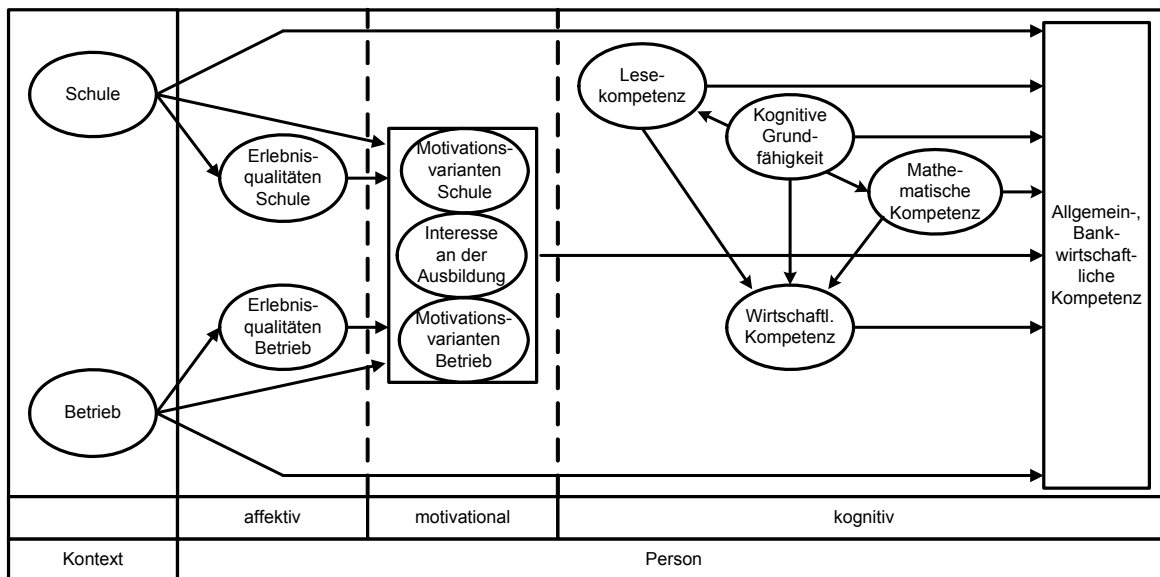 Schule
Betrieb
Erlebnis-
qualitäten
Schule
Erlebnis-
qualitäten
Betrieb
Motivations-
varianten
Schule
Interesse
an der
Ausbildung
Motivations-
varianten
Betrieb
Lese-
kompetenz
Kognitive
Grund-
fähigkeit
Mathe-
matische
Kompetenz
Wirtschaftl.
Kompetenz
Allgemein-,
Bank-
wirtschaft-
liche
Kompetenz
affektiv
motivational
kognitiv
Kontext
Person